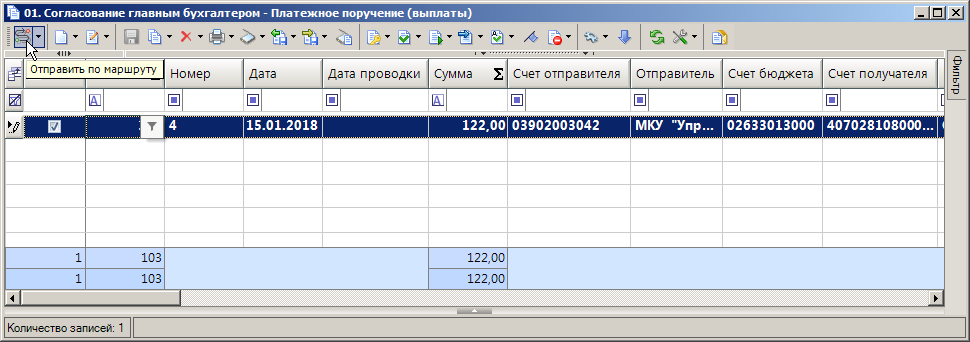 01. Согласование главным бухгалтером - Платежное поручение (выплаты)
Отправить по маршруту
Номер Дата Дата проводки Сумма Σ Счет отправителя Отправитель Счет бюджета Счет получателя
Фильтр
4 15.01.2018 122,00 03902003042 МКУ "Упр... 02633013000 407028108000...
1 103 122,00
1 103 122,00
Количество записей: 1